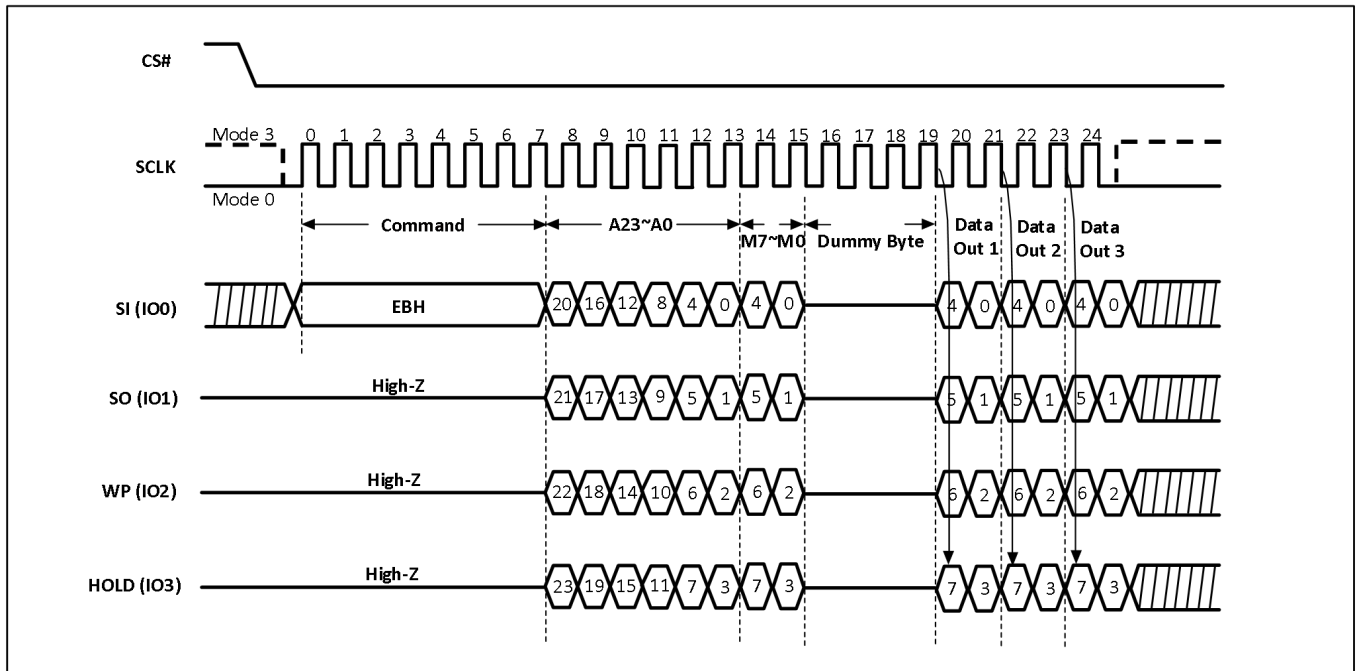 CS#
Mode 3
0 1 2 3 4 5 6 7 8 9 10 11 12 13 14 15 16 17 18 19 20 21 22 23 24
SCLK
Mode 0
Command A23~A0 M7~M0 Dummy Byte Data Out 1 Data Out 2 Data Out 3
SI (IO0) EBH 20 16 12 8 4 0 4 0 4 0 4 0 4 0
High-Z
SO (IO1) 21 17 13 9 5 1 5 1 5 1 5 1 5 1
High-Z
WP (IO2) 22 18 14 10 6 2 6 2 6 2 6 2 6 2
High-Z
HOLD (IO3) 23 19 15 11 7 3 7 3 7 3 7 3 7 3